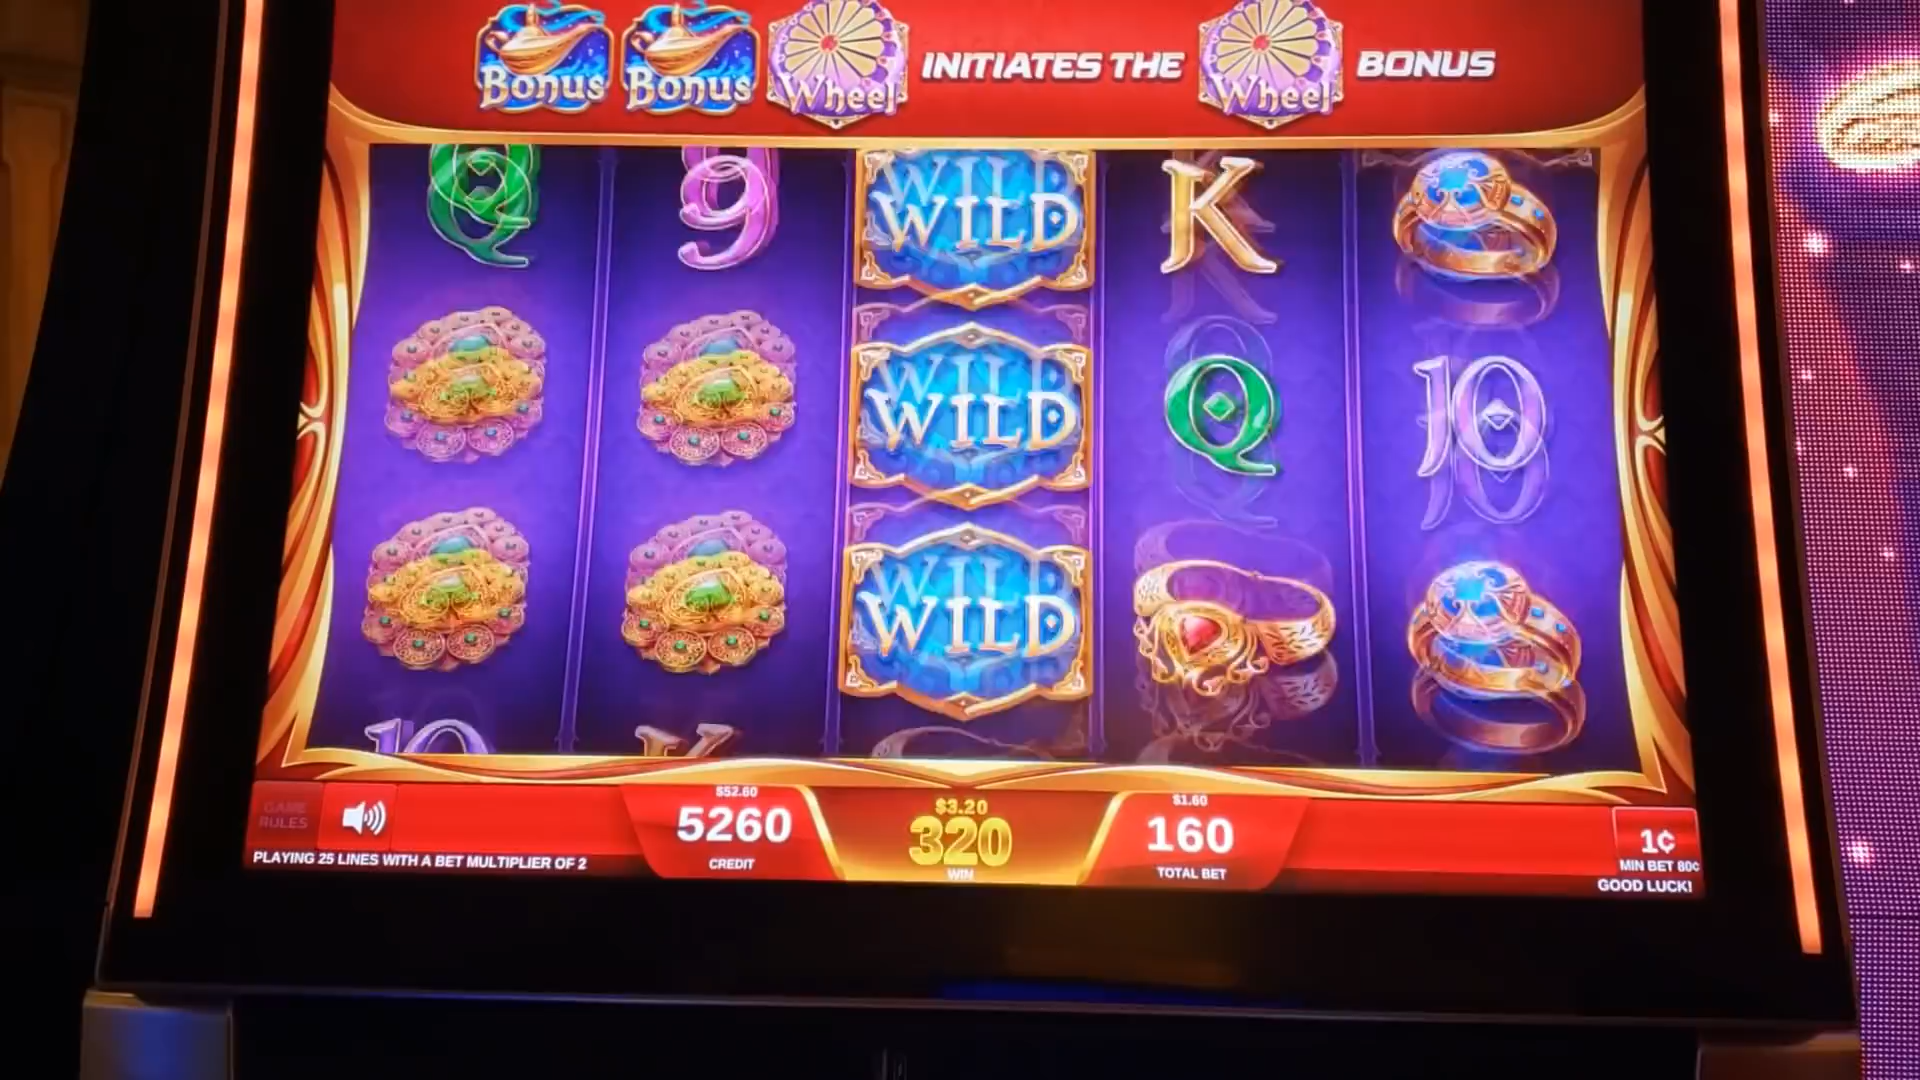 Bonus Bonus Wheel INITIATES THE Wheel BONUS
Q 9 WILD K
WILD Q 10
WILD
10 K
$52.60 $3.20 $1.60
GAME RULES 5260 320 160 1¢
CREDIT WIN TOTAL BET MIN BET 80¢
PLAYING 25 LINES WITH A BET MULTIPLIER OF 2 GOOD LUCK!